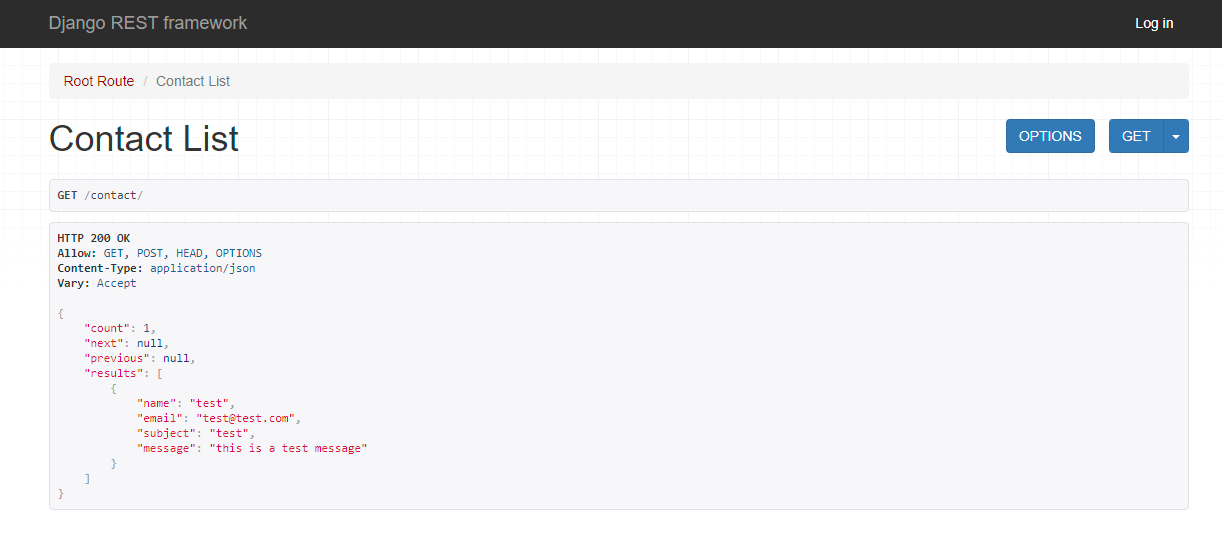 Django REST framework
Log in
Root Route / Contact List
Contact List
OPTIONS
GET
GET /contact/
HTTP 200 OK
Allow: GET, POST, HEAD, OPTIONS
Content-Type: application/json
Vary: Accept
{
    "count": 1,
    "next": null,
    "previous": null,
    "results": [
        {
            "name": "test",
            "email": "test@test.com",
            "subject": "test",
            "message": "this is a test message"
        }
    ]
}